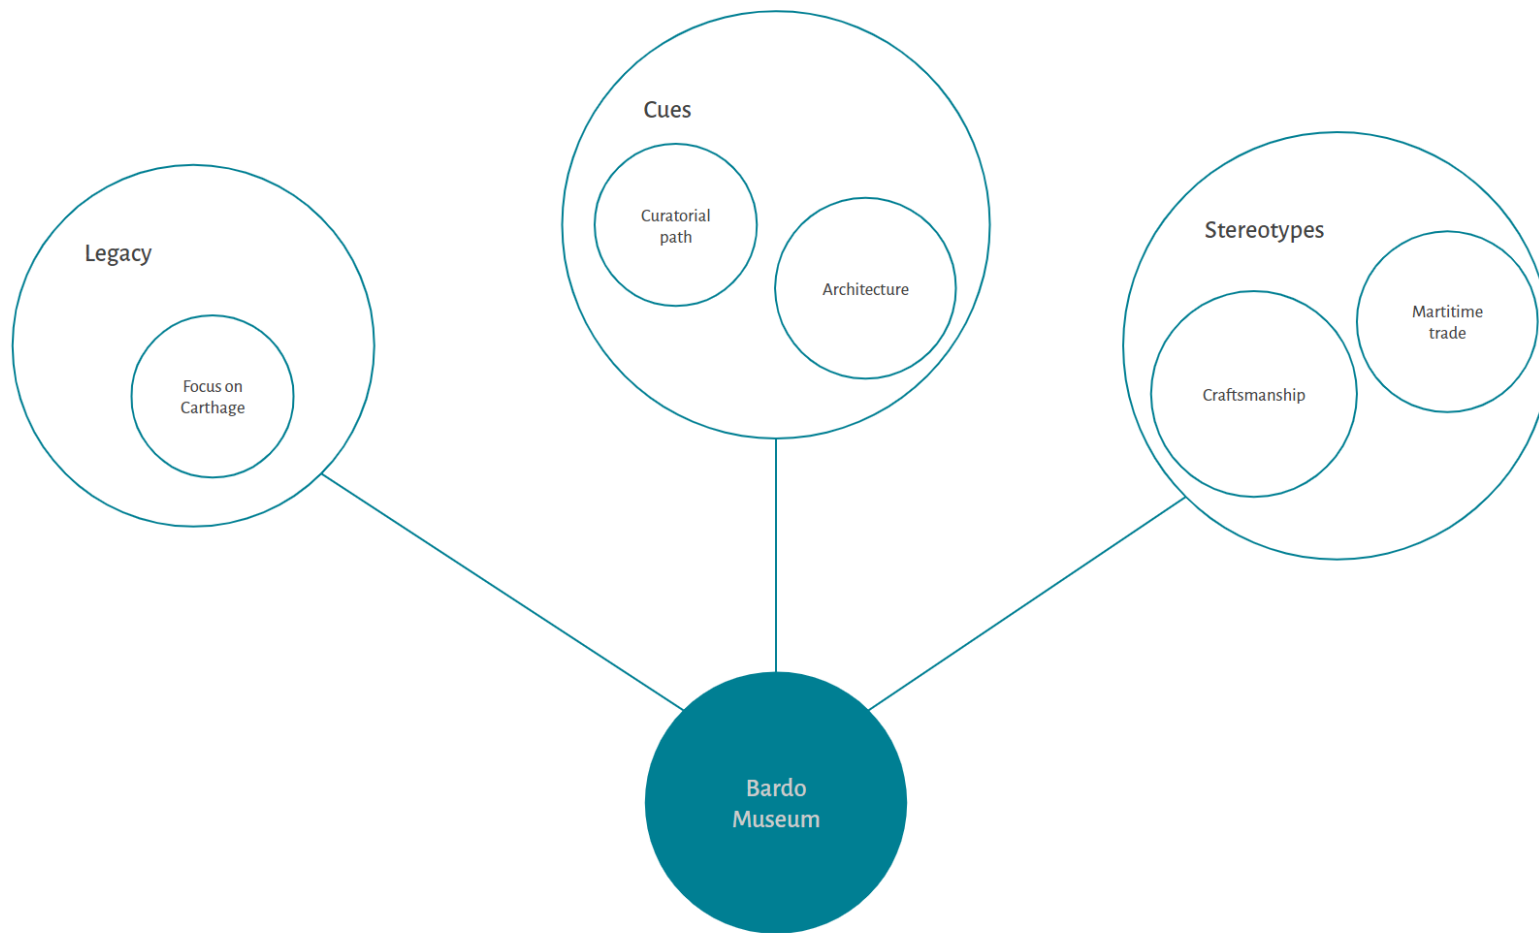 Cues
Curatorial
path
Architecture
Legacy
Focus on
Carthage
Stereotypes
Martitime
trade
Craftsmanship
Bardo
Museum